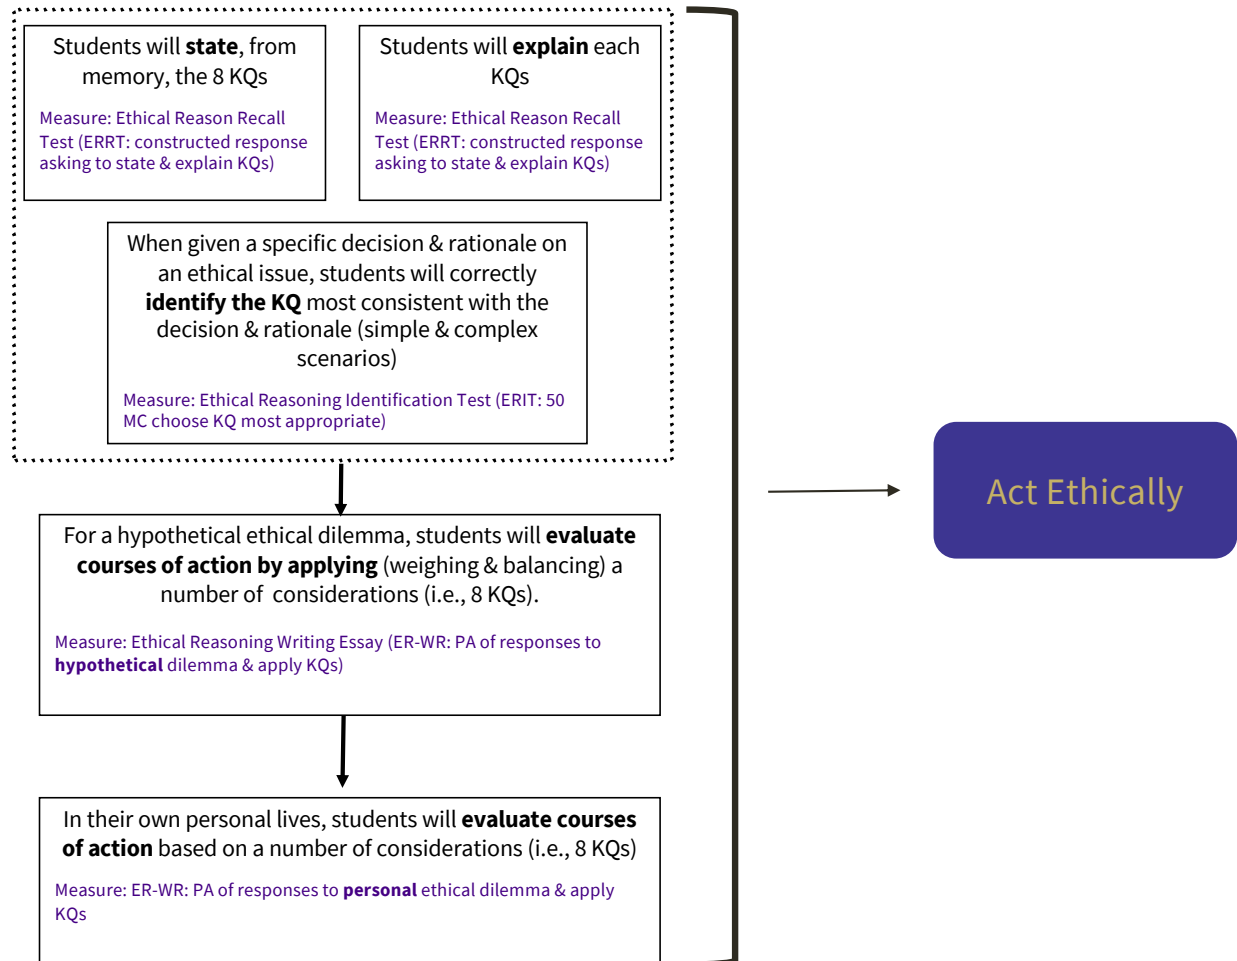 Students will state, from
memory, the 8 KQs
Measure: Ethical Reason Recall
Test (ERRT: constructed response
asking to state & explain KQs)
Students will explain each
KQs
Measure: Ethical Reason Recall
Test (ERRT: constructed response
asking to state & explain KQs)
When given a specific decision & rationale on
an ethical issue, students will correctly
identify the KQ most consistent with the
decision & rationale (simple & complex
scenarios)
Measure: Ethical Reasoning Identification Test (ERIT: 50
MC choose KQ most appropriate)
For a hypothetical ethical dilemma, students will evaluate
courses of action by applying (weighing & balancing) a
number of considerations (i.e., 8 KQs).
Measure: Ethical Reasoning Writing Essay (ER-WR: PA of responses to
hypothetical dilemma & apply KQs)
In their own personal lives, students will evaluate courses
of action based on a number of considerations (i.e., 8 KQs)
Measure: ER-WR: PA of responses to personal ethical dilemma & apply
KQs
Act Ethically